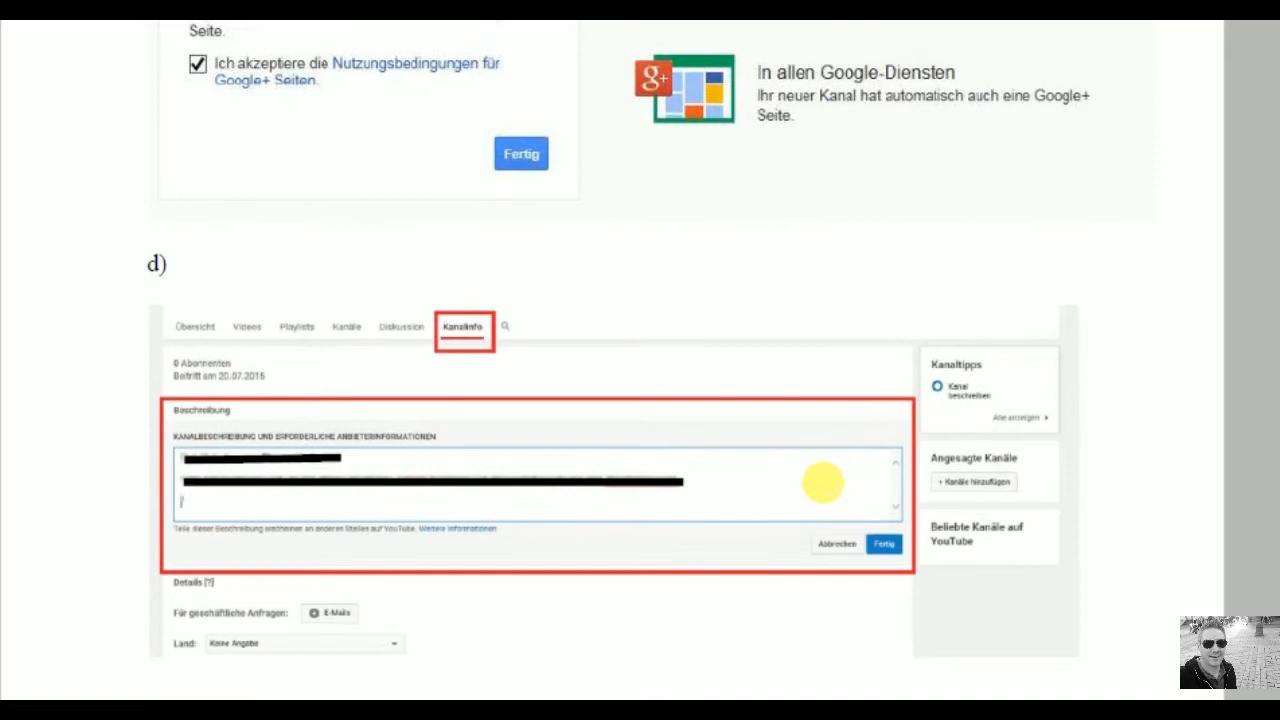 Seite.
Ich akzeptiere die Nutzungsbedingungen für
Google+ Seiten.
Fertig
g+
In allen Google-Diensten
Ihr neuer Kanal hat automatisch auch eine Google+
Seite.
d)
Übersicht Videos Playlists Kanäle Diskussion Kanalinfo
0 Abonnenten
Beitritt am 20.07.2016
Beschreibung
KANALBESCHREIBUNG UND ERFORDERLICHE ANBIETERINFORMATIONEN
Teile dieser Beschreibung erscheinen an anderen Stellen auf YouTube. Weitere Informationen
Abbrechen Fertig
Details [?]
Für geschäftliche Anfragen: E-Mails
Land: Keine Angabe
Kanaltipps
Kanal
beschreiben
Alle anzeigen
Angesagte Kanäle
+ Kanäle hinzufügen
Beliebte Kanäle auf
YouTube